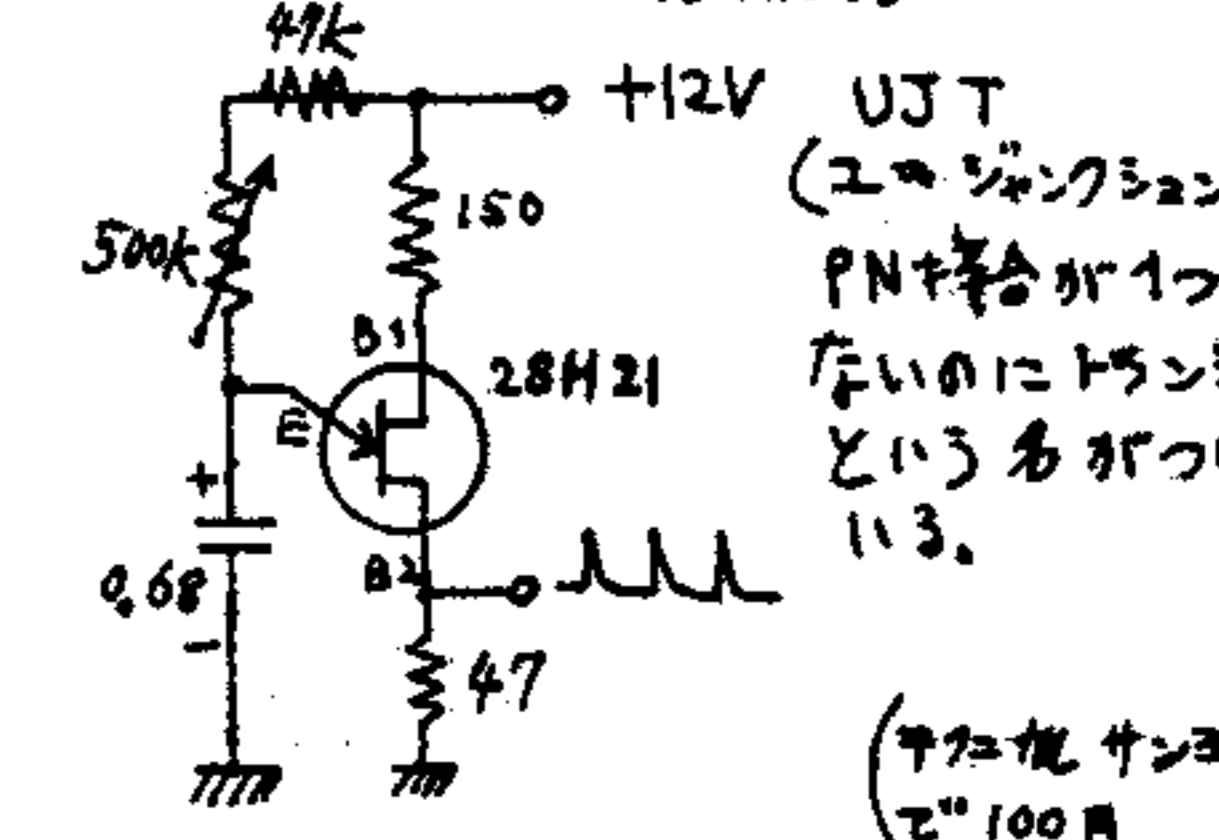 47k
+12V
500k
150
B1
2SH21
E
+
0.68
−
B2
47
UJT
(ユニジャンクション
PN接合が1つ
ないのにトランジ
という名がつい
いる。
サンヨ
で100円